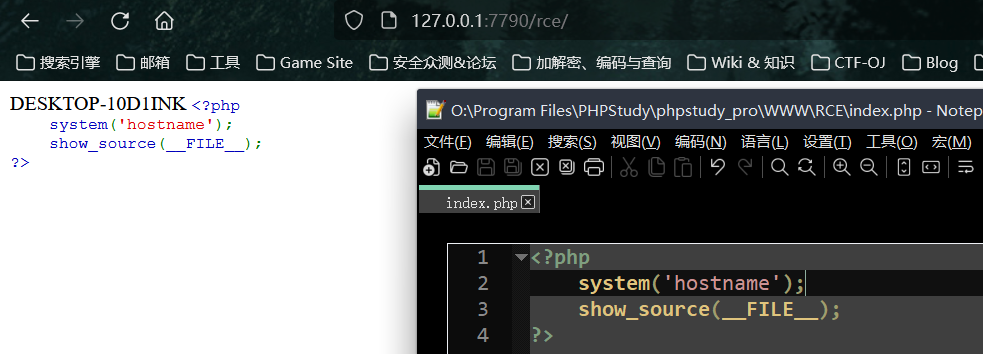 127.0.0.1:7790/rce/
搜索引擎 邮箱 工具 Game Site 安全众测&论坛 加解密、编码与查询 Wiki & 知识 CTF-OJ Blog
DESKTOP-10D1INK <?php
system('hostname');
show_source(__FILE__);
?>
O:\Program Files\PHPStudy\phpstudy_pro\WWW\RCE\index.php - Notep
文件(F) 编辑(E) 搜索(S) 视图(V) 编码(N) 语言(L) 设置(T) 工具(O) 宏(M)
index.php
1 <?php
2 system('hostname');
3 show_source(__FILE__);
4 ?>